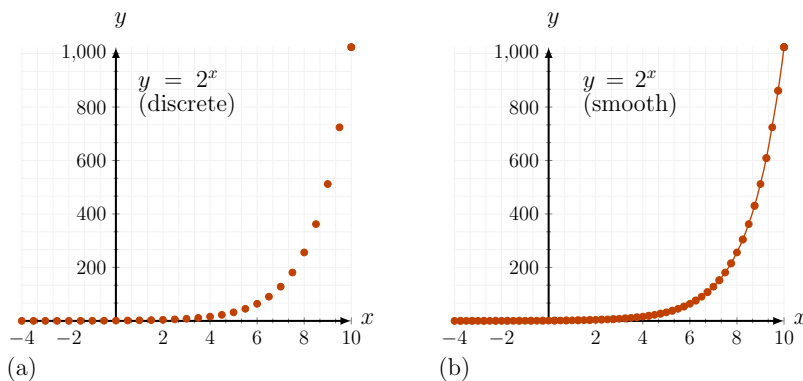 y
1,000
y = 2^x
(discrete)
800
600
400
200
x
−4 −2 2 4 6 8 10
(a)
y
1,000
y = 2^x
(smooth)
800
600
400
200
x
−4 −2 2 4 6 8 10
(b)